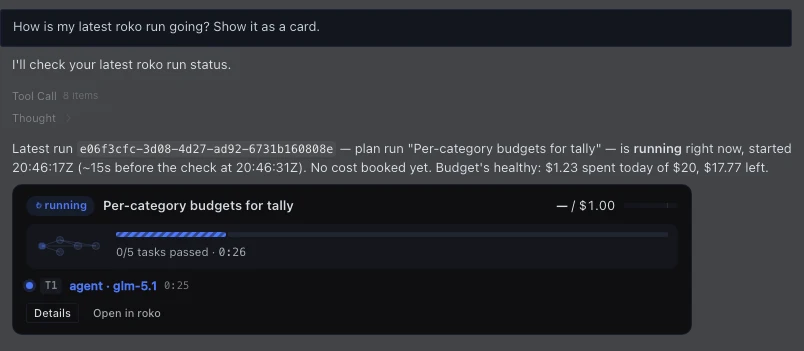 How is my latest roko run going? Show it as a card.
I'll check your latest roko run status.
Tool Call 8 items
Thought
Latest run e06f3cfc-3d08-4d27-ad92-6731b160808e — plan run "Per-category budgets for tally" — is running right now, started
20:46:17Z (~15s before the check at 20:46:31Z). No cost booked yet. Budget's healthy: $1.23 spent today of $20, $17.77 left.
running Per-category budgets for tally — / $1.00
0/5 tasks passed · 0:26
T1 agent · glm-5.1 0:25
Details Open in roko